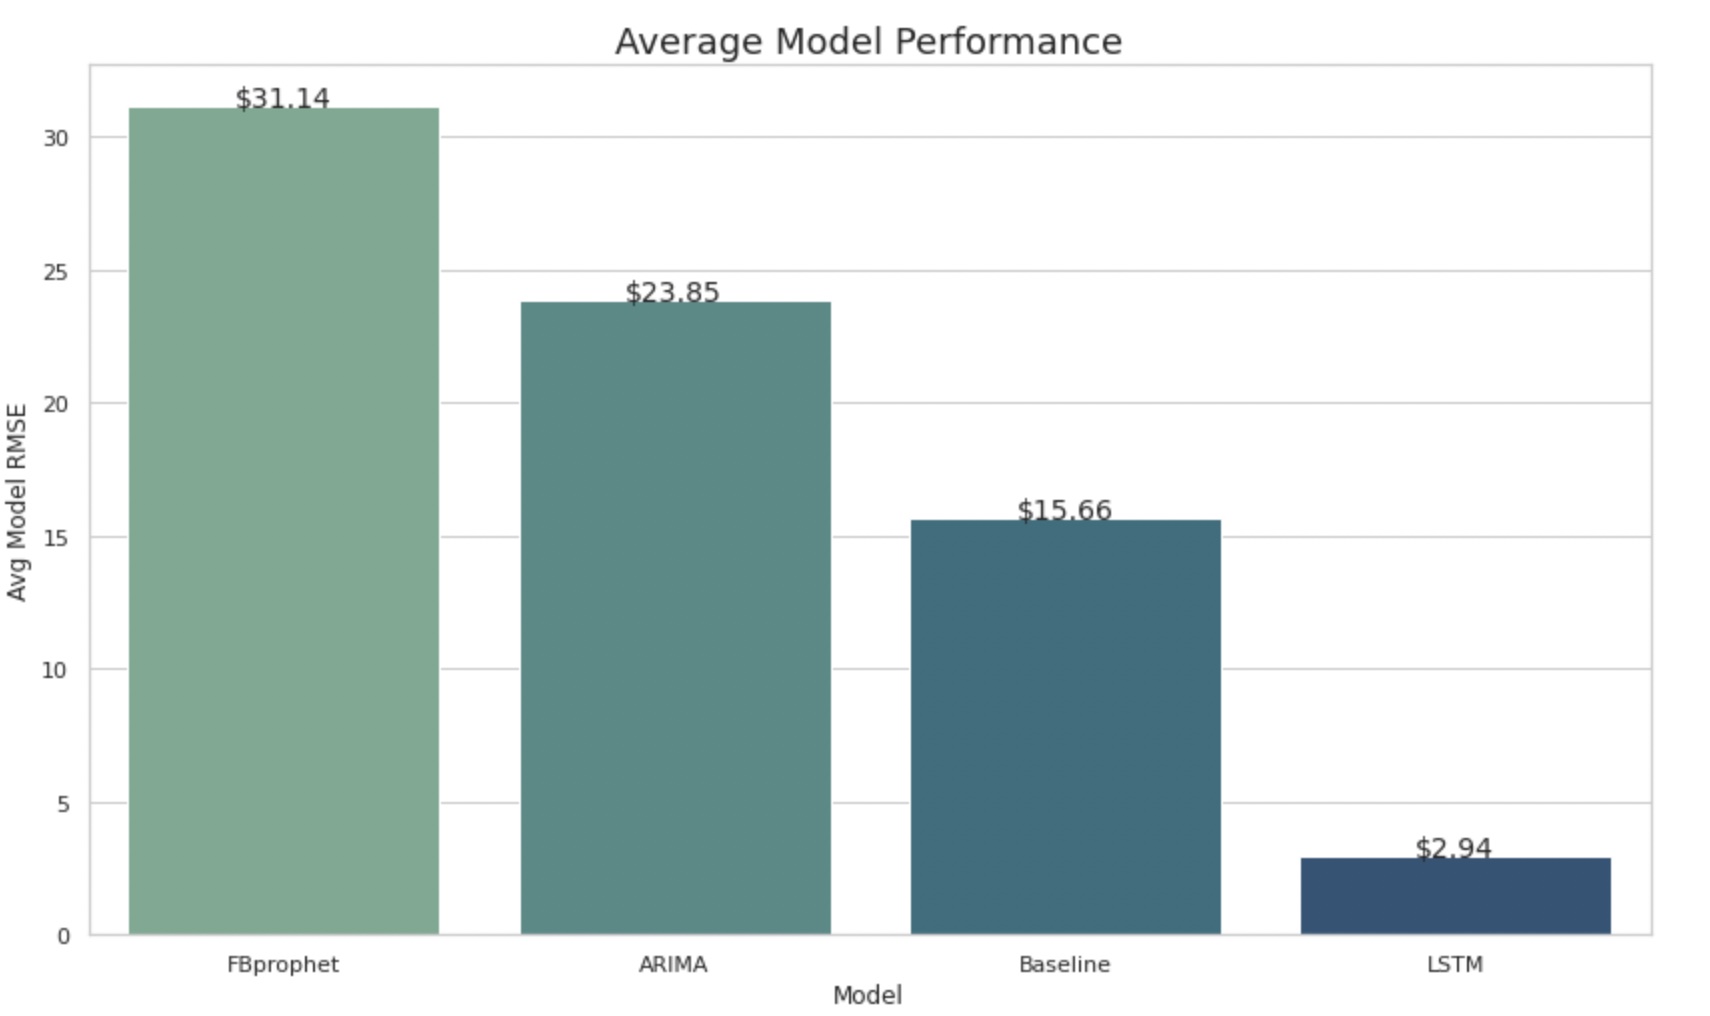 Average Model Performance
$31.14
30
25
$23.85
20
Avg Model RMSE
$15.66
15
10
5
$2.94
0
FBprophet
ARIMA
Baseline
LSTM
Model